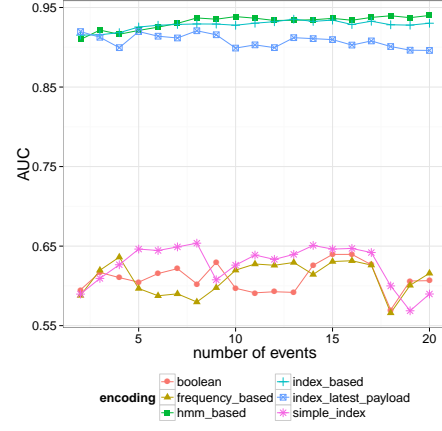 0.95
0.85
0.75
0.65
0.55
AUC
5
10
15
20
number of events
encoding
boolean
frequency_based
hmm_based
index_based
index_latest_payload
simple_index